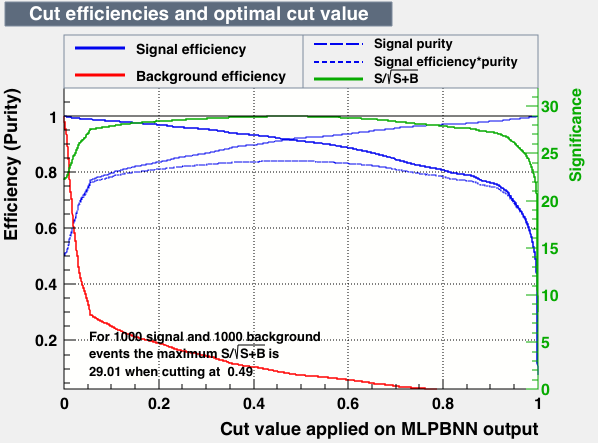 Cut efficiencies and optimal cut value
Signal efficiency
Background efficiency
Signal purity
Signal efficiency*purity
S/√S+B
Efficiency (Purity)
1
0.8
0.6
0.4
0.2
Significance
30
25
20
15
10
5
0
For 1000 signal and 1000 background
events the maximum S/√S+B is
29.01 when cutting at 0.49
0
0.2
0.4
0.6
0.8
1
Cut value applied on MLPBNN output